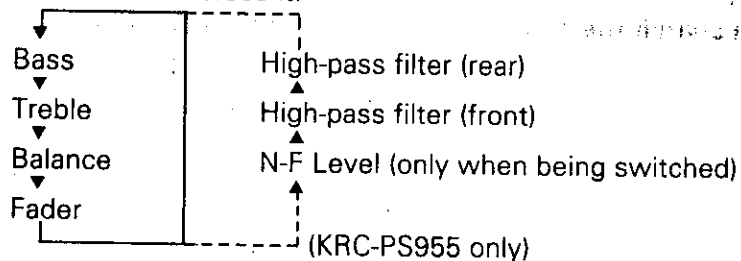 Bass
High-pass filter (rear)
Treble
High-pass filter (front)
Balance
N-F Level (only when being switched)
Fader
(KRC-PS955 only)